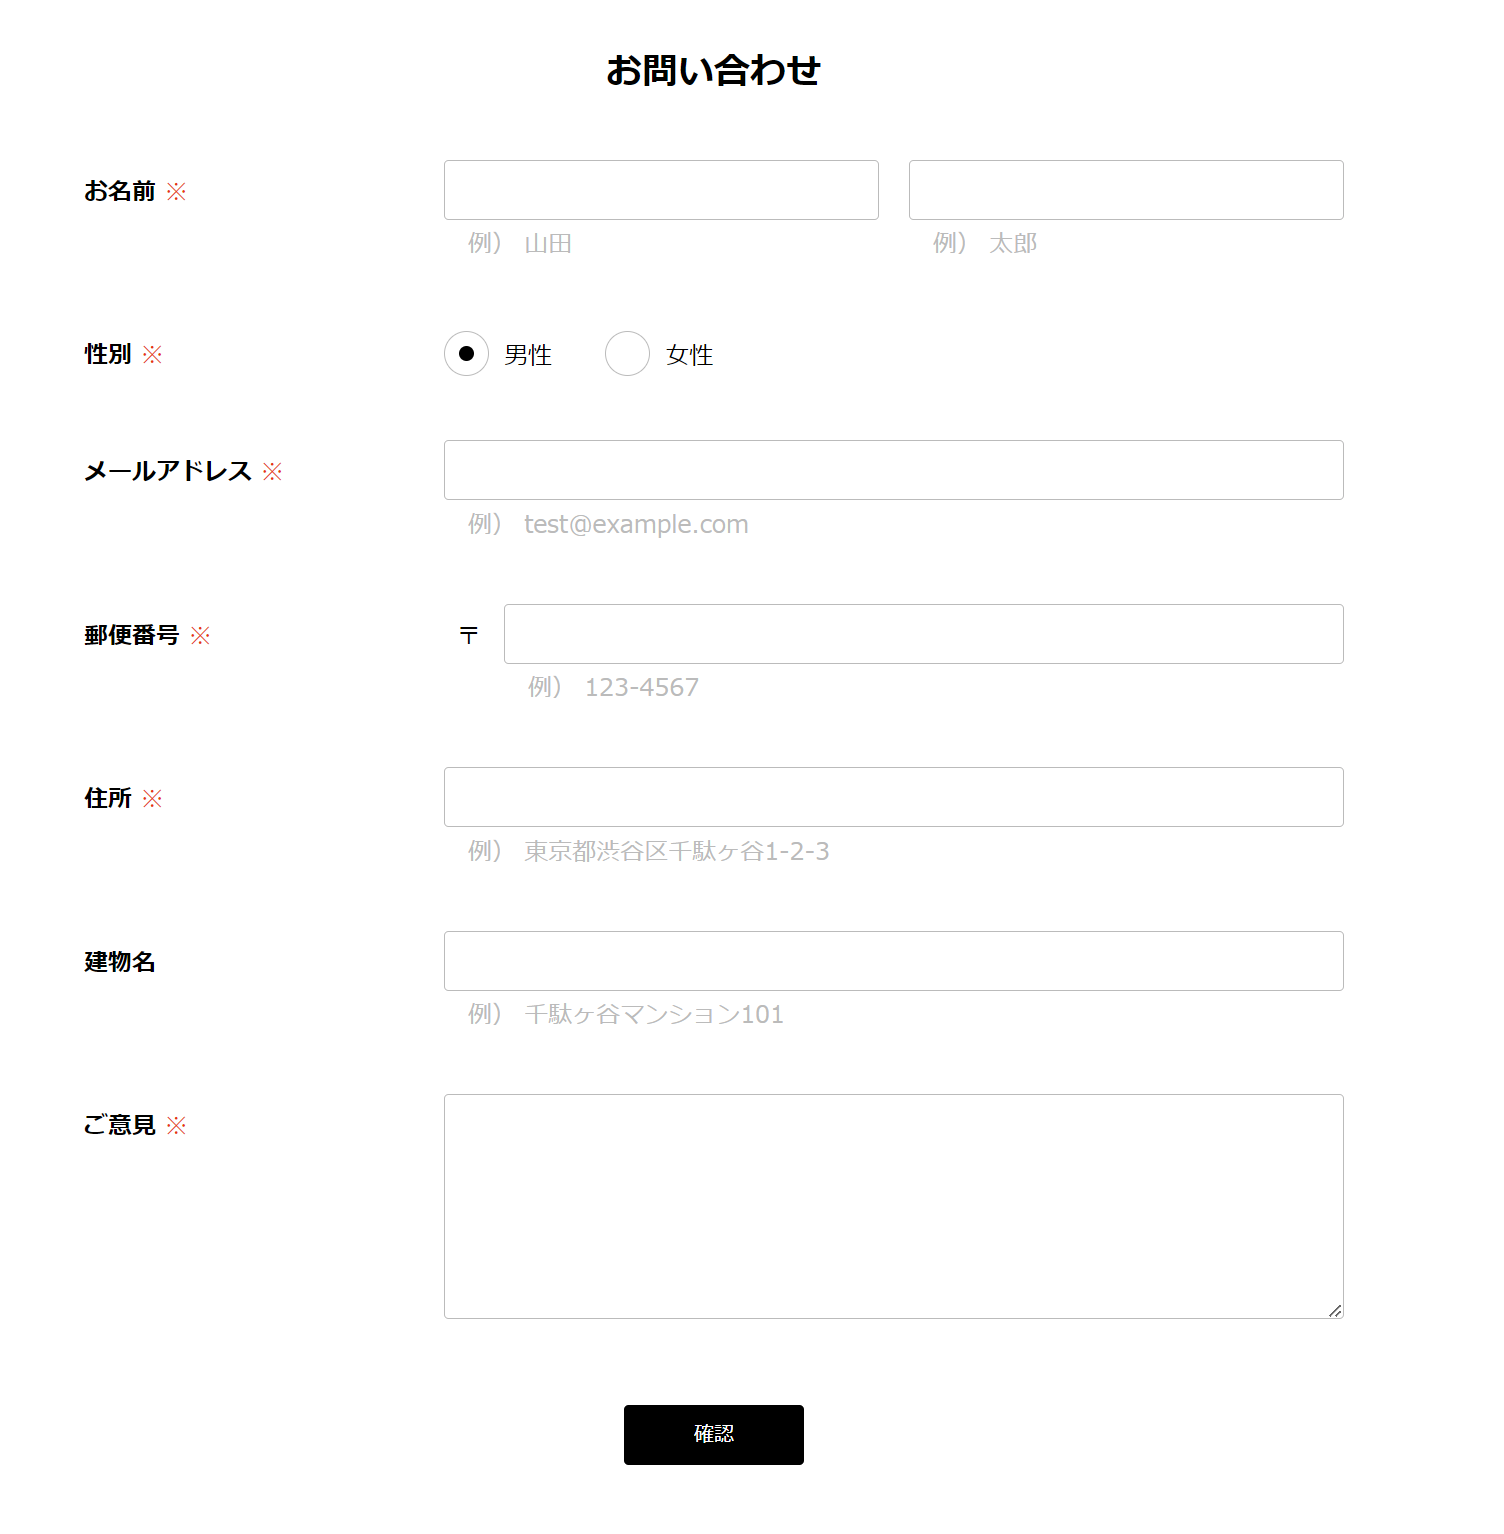 お問い合わせ
お名前 ※
例） 山田 例） 太郎
性別 ※ 男性 女性
メールアドレス ※
例） test@example.com
郵便番号 ※ 〒
例） 123-4567
住所 ※
例） 東京都渋谷区千駄ヶ谷1-2-3
建物名
例） 千駄ヶ谷マンション101
ご意見 ※
確認